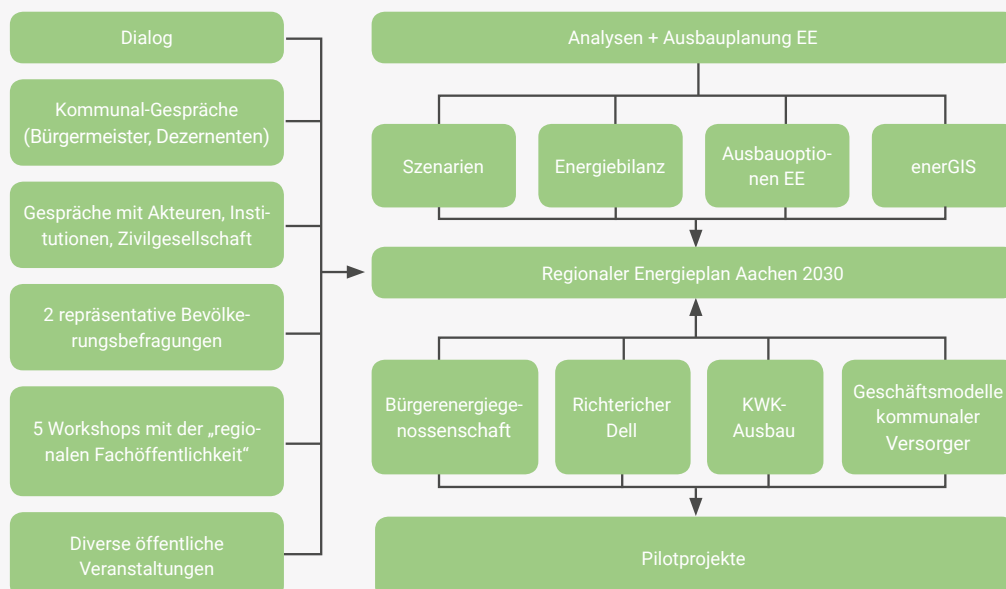 Dialog
Kommunal-Gespräche
(Bürgermeister, Dezernenten)
Gespräche mit Akteuren, Insti-
tutionen, Zivilgesellschaft
2 repräsentative Bevölke-
rungsbefragungen
5 Workshops mit der „regio-
nalen Fachöffentlichkeit“
Diverse öffentliche
Veranstaltungen
Analysen + Ausbauplanung EE
Szenarien
Energiebilanz
Ausbauoptio-
nen EE
enerGIS
Regionaler Energieplan Aachen 2030
Bürgerenergiege-
nossenschaft
Richtericher
Dell
KWK-
Ausbau
Geschäftsmodelle
kommunaler
Versorger
Pilotprojekte